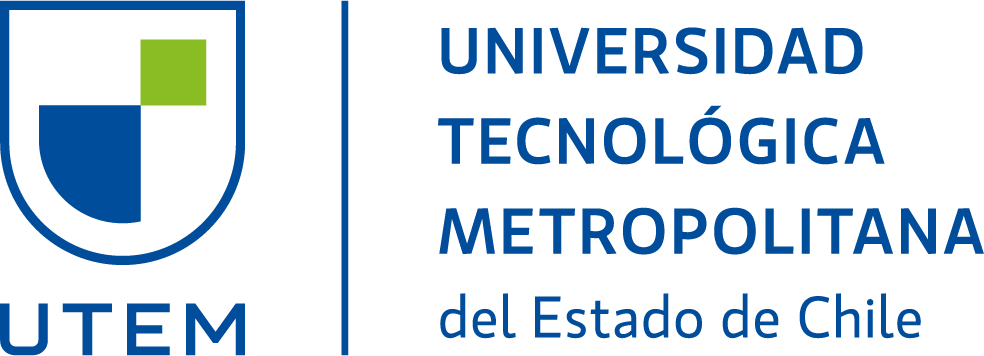 UTEM
UNIVERSIDAD
TECNOLÓGICA
METROPOLITANA
del Estado de Chile